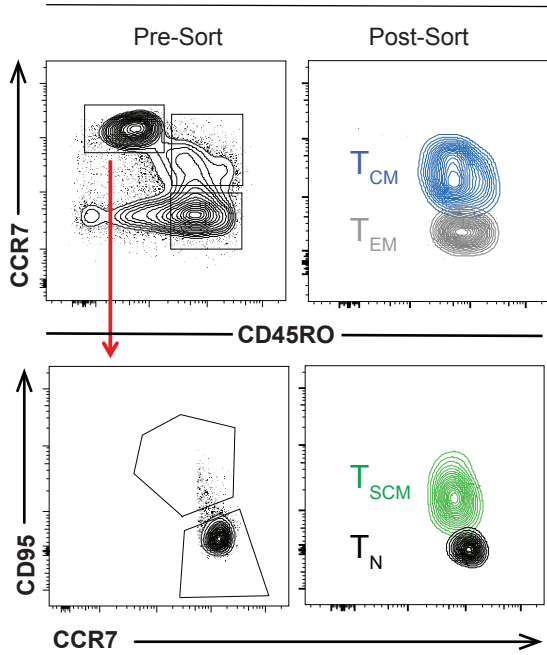 Pre-Sort
Post-Sort
CCR7
TCM
TEM
CD45RO
CD95
TSCM
TN
CCR7